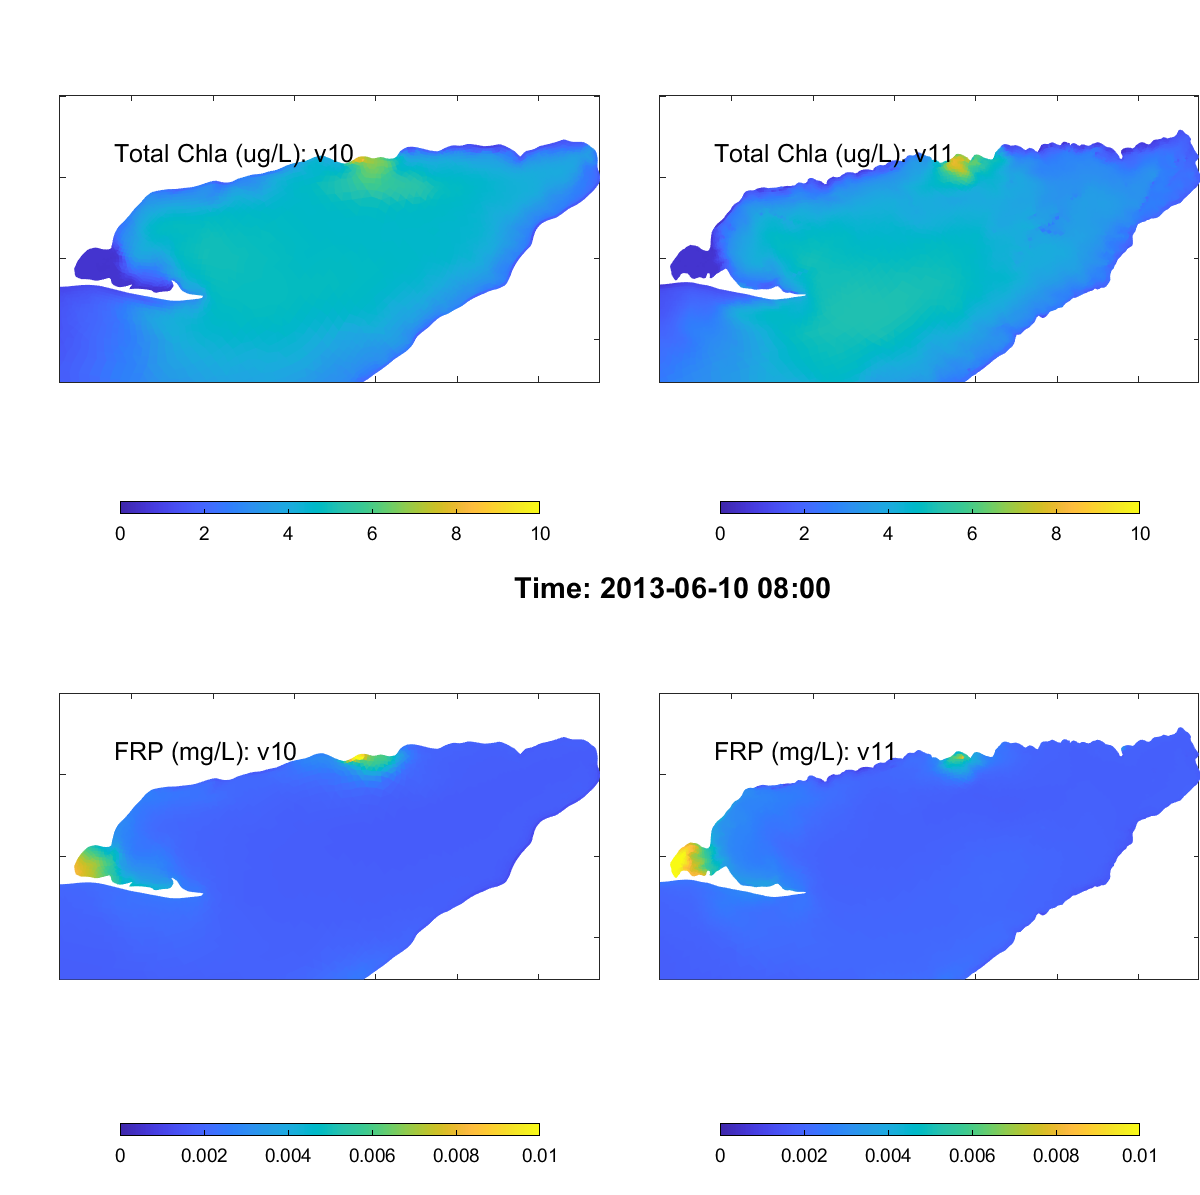 Total Chla (ug/L): v10
Total Chla (ug/L): v11
0 2 4 6 8 10
0 2 4 6 8 10
Time: 2013-06-10 08:00
FRP (mg/L): v10
FRP (mg/L): v11
0 0.002 0.004 0.006 0.008 0.01
0 0.002 0.004 0.006 0.008 0.01